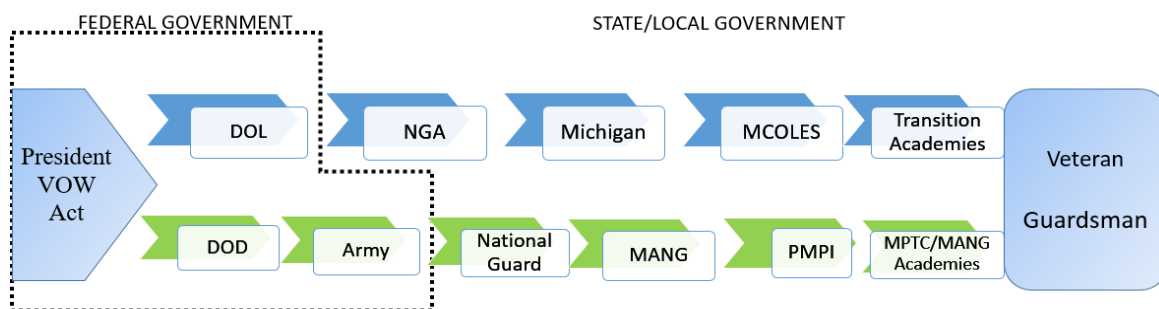 FEDERAL GOVERNMENT
STATE/LOCAL GOVERNMENT
President
VOW
Act
DOL
NGA
Michigan
MCOLES
Transition
Academies
DOD
Army
National
Guard
MANG
PMPI
MPTC/MANG
Academies
Veteran
Guardsman